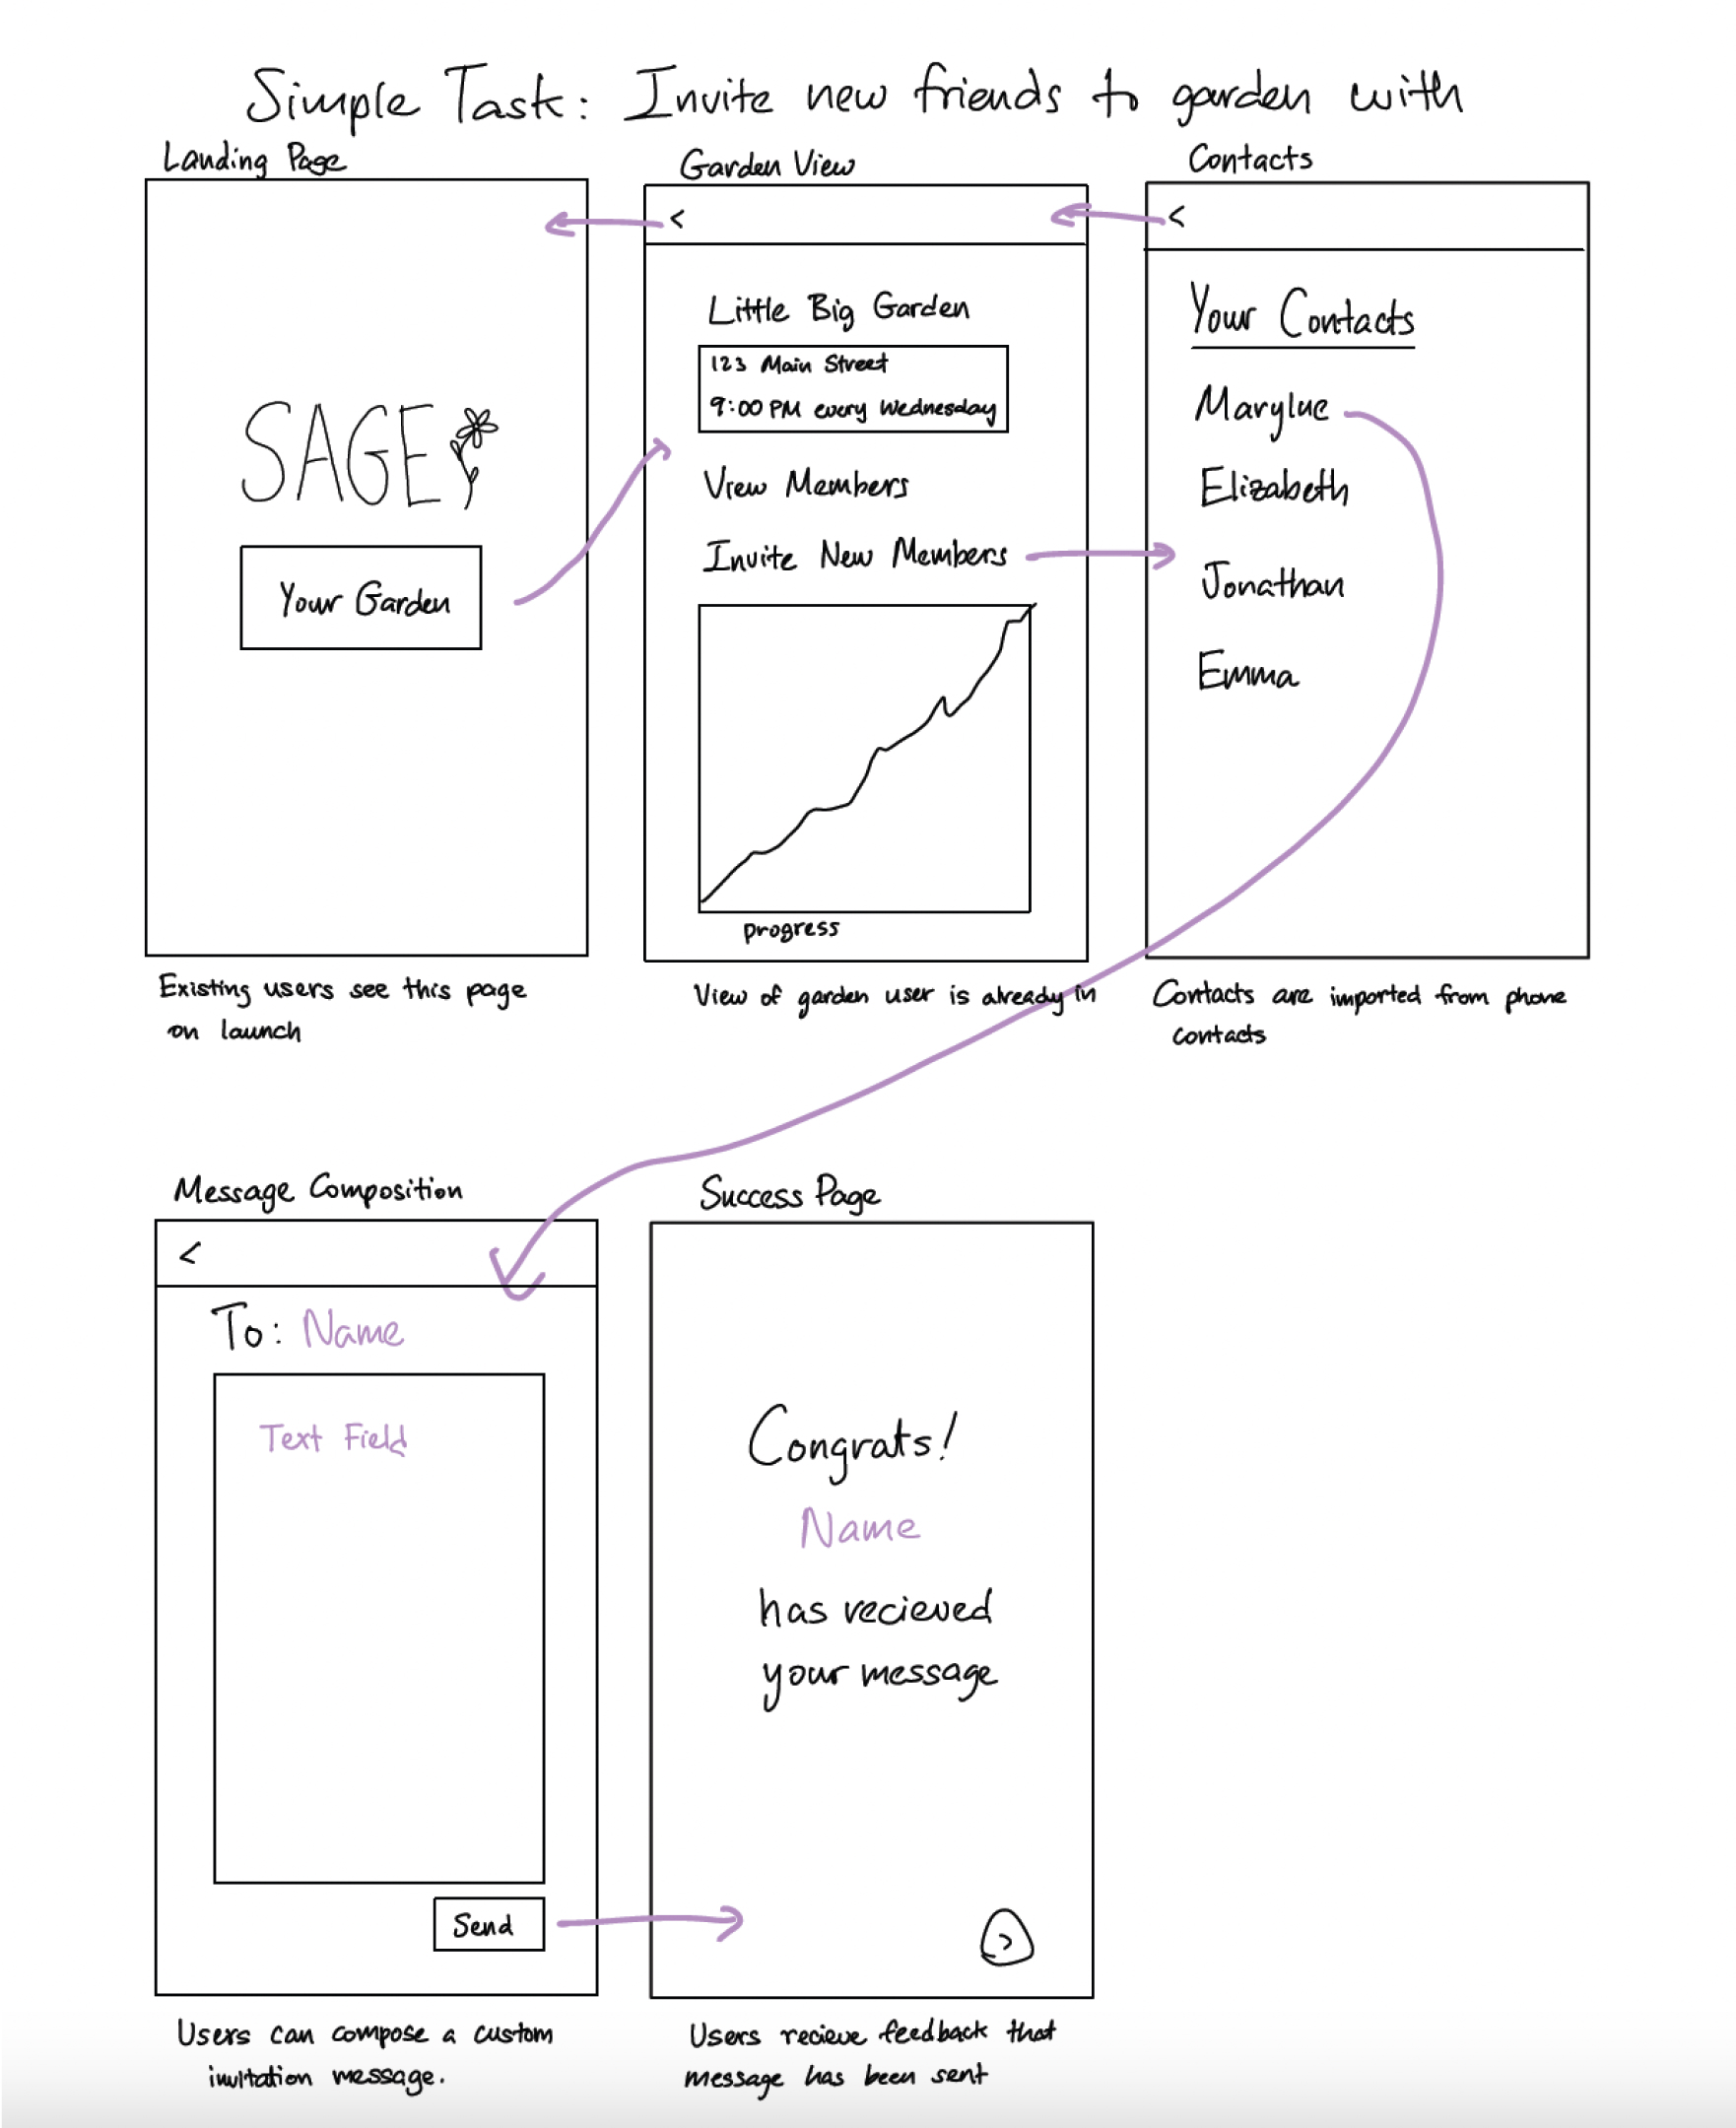 Simple Task: Invite new friends to garden with
Landing Page
SAGE
Your Garden
Existing users see this page
on launch
Garden View
<
Little Big Garden
123 Main Street
9:00 PM every Wednesday
View Members
Invite New Members
progress
View of garden user is already in
Contacts
<
Your Contacts
Marylue
Elizabeth
Jonathan
Emma
Contacts are imported from phone
contacts
Message Composition
<
To: Name
Text Field
Send
Users can compose a custom
invitation message.
Success Page
Congrats!
Name
has recieved
your message
>
Users recieve feedback that
message has been sent